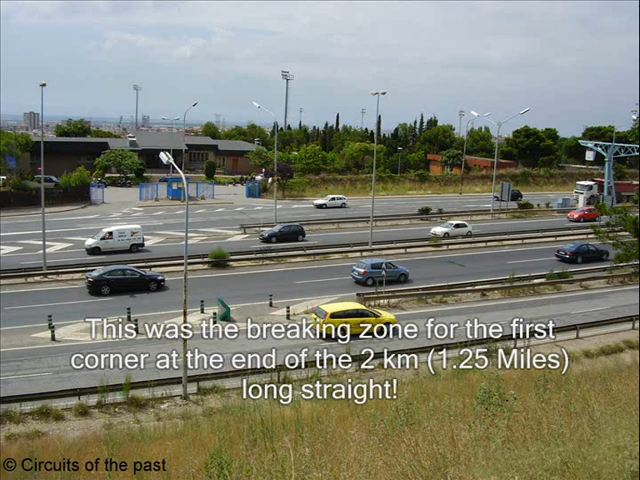 This was the breaking zone for the first
corner at the end of the 2 km (1.25 Miles)
long straight!
© Circuits of the past